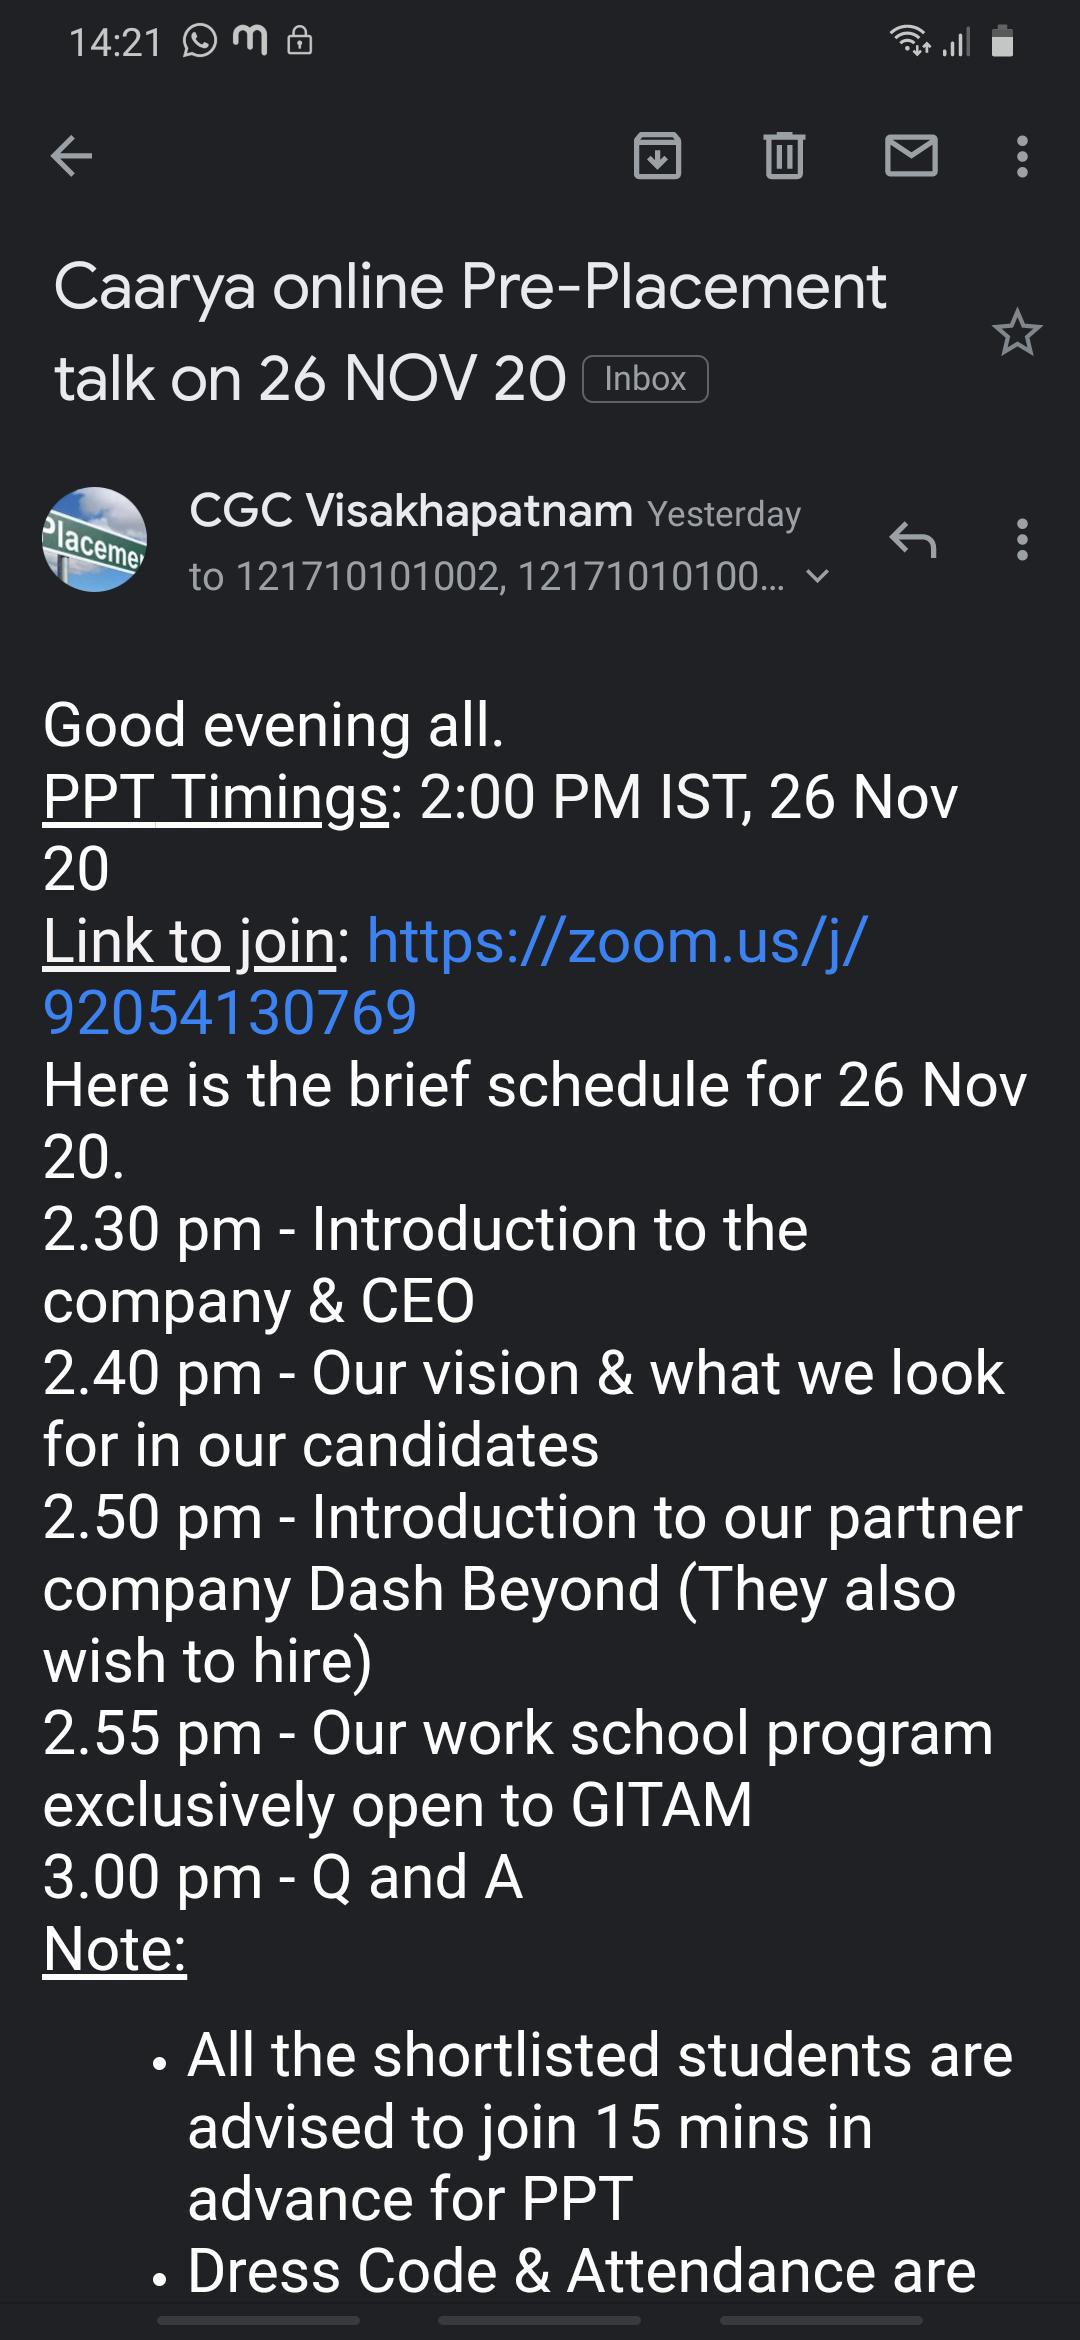 14:21
Caarya online Pre-Placement
talk on 26 NOV 20 Inbox
Placemen
CGC Visakhapatnam Yesterday
to 121710101002, 12171010100...
Good evening all.
PPT Timings: 2:00 PM IST, 26 Nov
20
Link to join: https://zoom.us/j/
92054130769
Here is the brief schedule for 26 Nov
20.
2.30 pm - Introduction to the
company & CEO
2.40 pm - Our vision & what we look
for in our candidates
2.50 pm - Introduction to our partner
company Dash Beyond (They also
wish to hire)
2.55 pm - Our work school program
exclusively open to GITAM
3.00 pm - Q and A
Note:
• All the shortlisted students are
advised to join 15 mins in
advance for PPT
• Dress Code & Attendance are